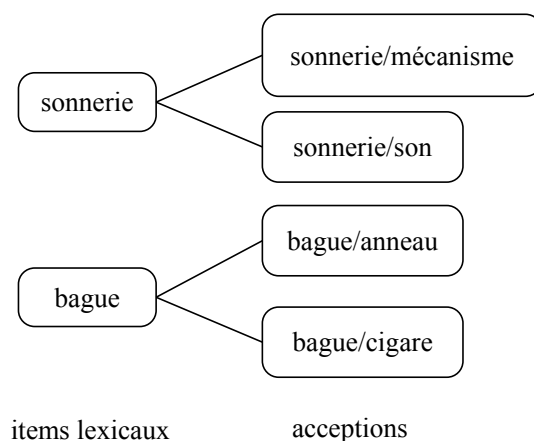 sonnerie/mécanisme
sonnerie
sonnerie/son
bague/anneau
bague
bague/cigare
items lexicaux
acceptions